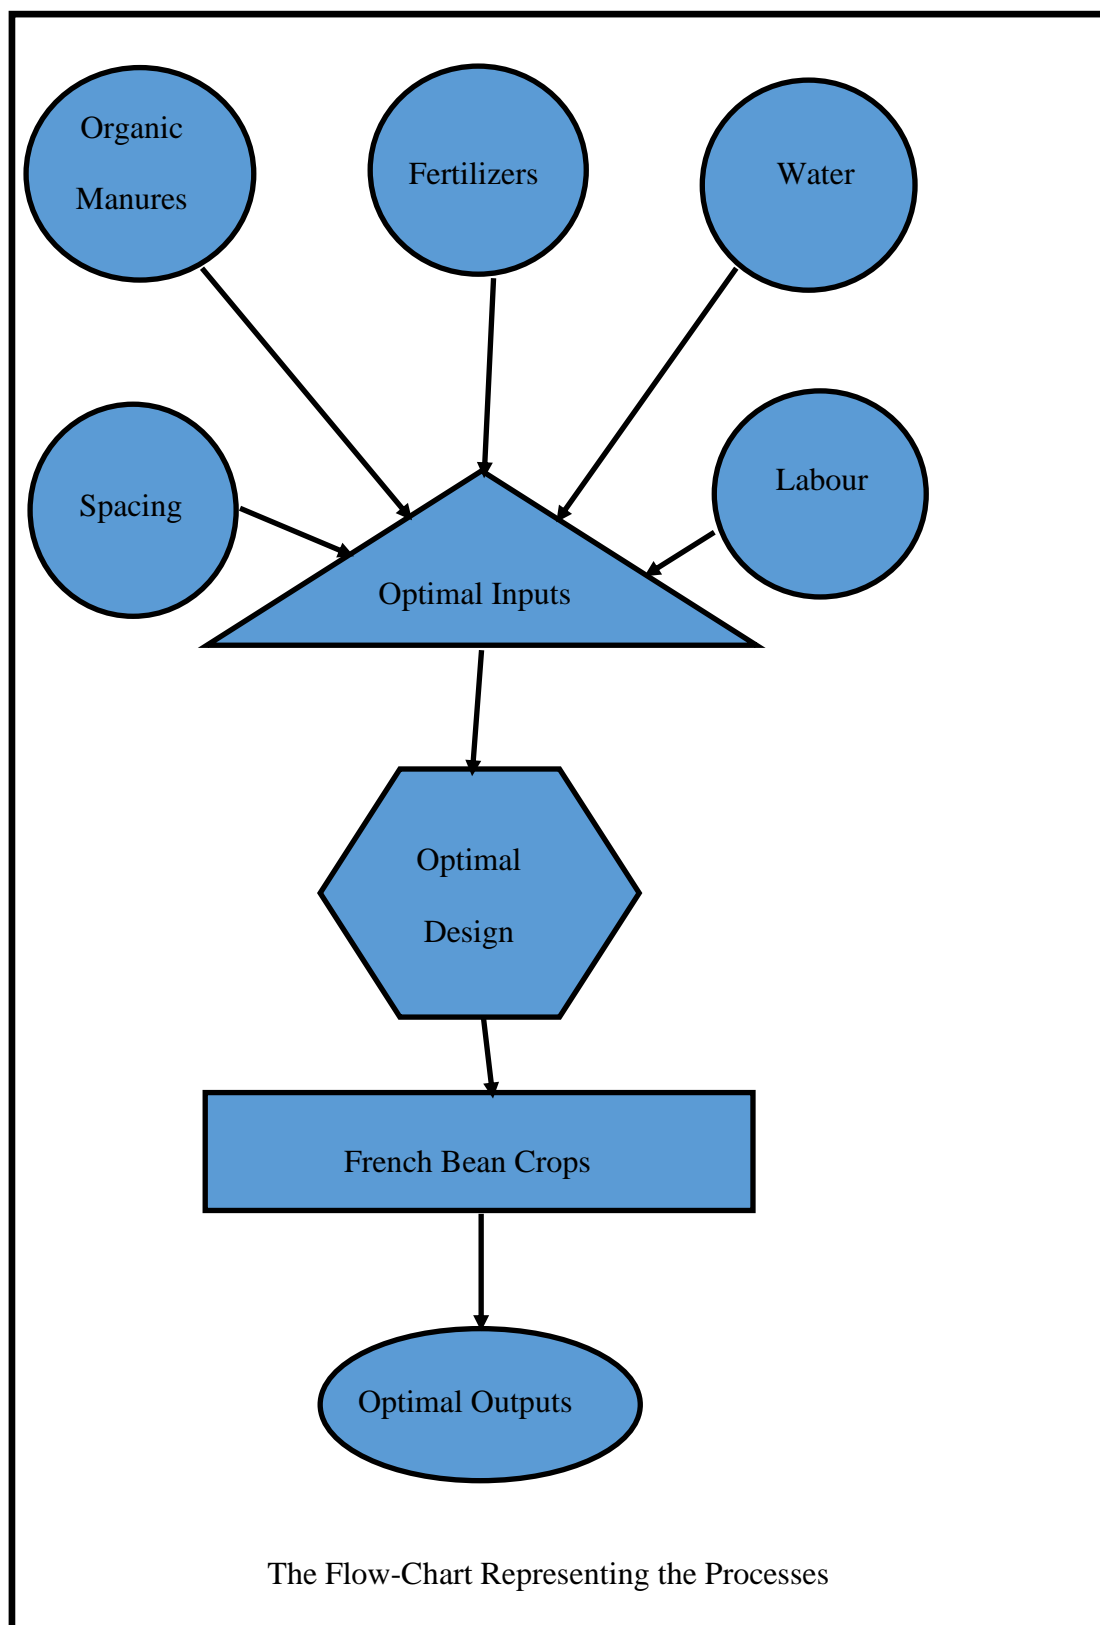 Organic
Manures
Fertilizers
Water
Spacing
Labour
Optimal Inputs
Optimal
Design
French Bean Crops
Optimal Outputs
The Flow-Chart Representing the Processes